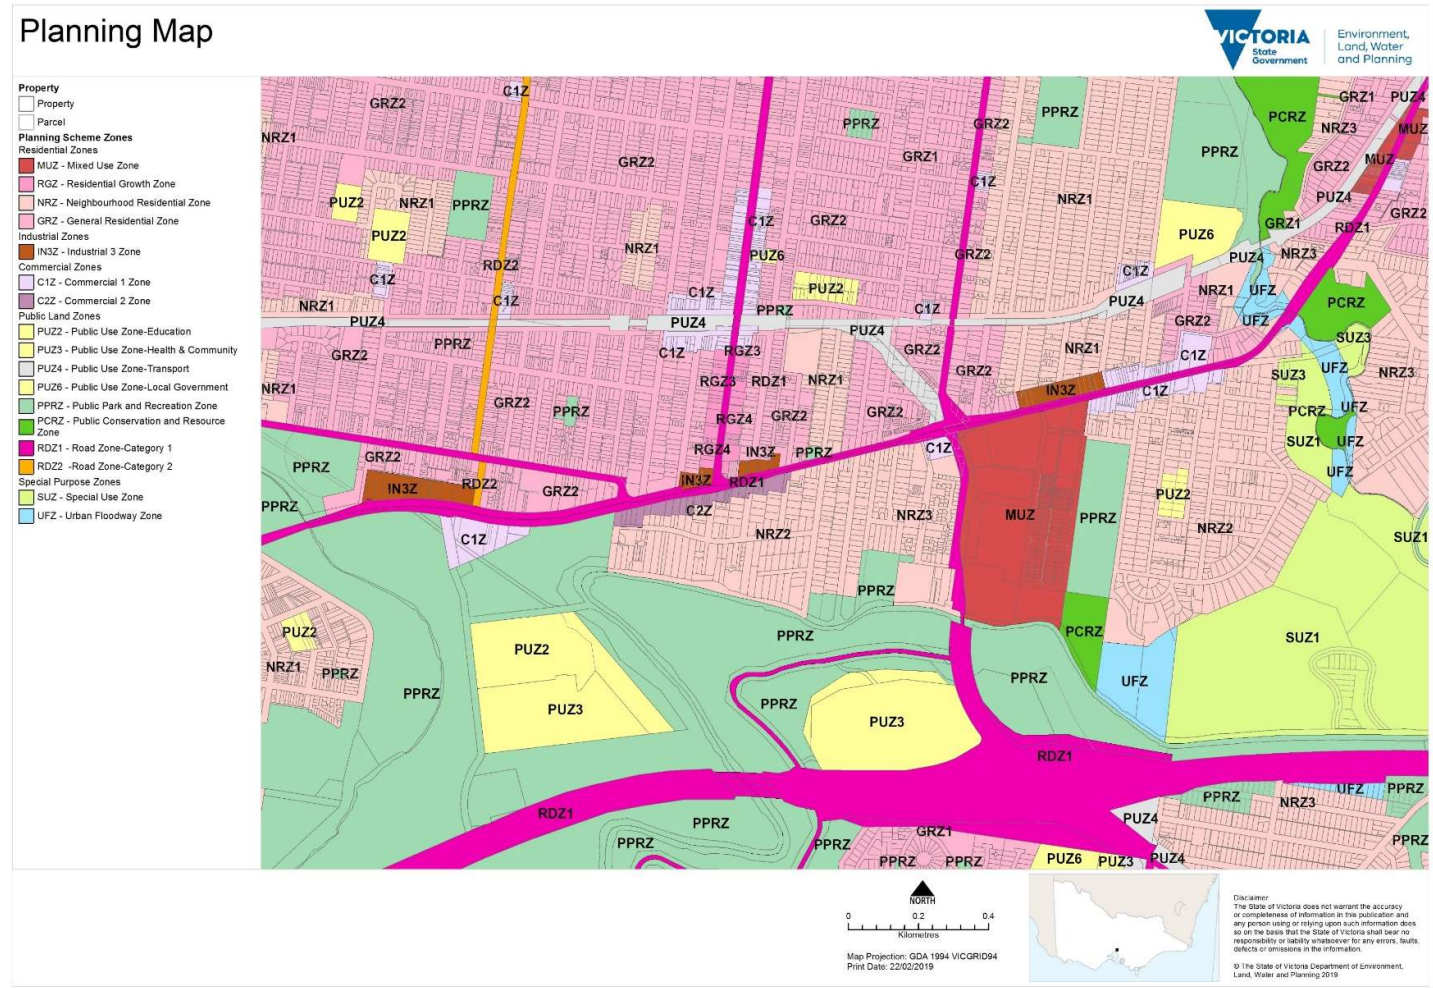 Planning Map
VICTORIA
State
Government
Environment,
Land, Water
and Planning
Property
Property
Parcel
Planning Scheme Zones
Residential Zones
MUZ - Mixed Use Zone
RGZ - Residential Growth Zone
NRZ - Neighbourhood Residential Zone
GRZ - General Residential Zone
Industrial Zones
IN3Z - Industrial 3 Zone
Commercial Zones
C1Z - Commercial 1 Zone
C2Z - Commercial 2 Zone
Public Land Zones
PUZ2 - Public Use Zone-Education
PUZ3 - Public Use Zone-Health & Community
PUZ4 - Public Use Zone-Transport
PUZ6 - Public Use Zone-Local Government
PPRZ - Public Park and Recreation Zone
PCRZ - Public Conservation and Resource
Zone
RDZ1 - Road Zone-Category 1
RDZ2 -Road Zone-Category 2
Special Purpose Zones
SUZ - Special Use Zone
UFZ - Urban Floodway Zone
C1Z
GRZ2
PPRZ
GRZ2
PPRZ
PCRZ
GRZ1
PUZ4
NRZ1
NRZ3
MUZ
GRZ2
GRZ1
PPRZ
GRZ2
MUZ
C1Z
PUZ2
NRZ1
PPRZ
NRZ1
PUZ4
C1Z
GRZ2
GRZ1
GRZ2
PUZ2
PUZ6
RDZ1
NRZ1
PUZ6
GRZ2
PUZ4
NRZ3
RDZ2
C1Z
C1Z
PUZ2
C1Z
NRZ1
UFZ
C1Z
NRZ1
PPRZ
C1Z
PUZ4
PCRZ
PUZ4
PUZ4
PUZ4
GRZ2
UFZ
PPRZ
GRZ2
C1Z
RGZ3
GRZ2
NRZ1
C1Z
SUZ3
NRZ1
RGZ3
RDZ1
NRZ1
GRZ2
IN3Z
C1Z
SUZ3
UFZ
NRZ3
GRZ2
PPRZ
RGZ4
GRZ2
GRZ2
PCRZ
UFZ
GRZ2
RGZ4
IN3Z
PPRZ
C1Z
SUZ1
UFZ
PPRZ
IN3Z
RDZ2
GRZ2
IN3Z
RDZ1
PUZ2
UFZ
PPRZ
C2Z
NRZ3
MUZ
PPRZ
NRZ2
C1Z
NRZ2
SUZ1
PPRZ
PUZ2
PPRZ
PCRZ
SUZ1
NRZ1
PPRZ
PUZ2
PPRZ
PPRZ
UFZ
PPRZ
PUZ3
PUZ3
RDZ1
RDZ1
PPRZ
PPRZ
GRZ1
PPRZ
PPRZ
PPRZ
PUZ4
PPRZ
NRZ3
UFZ
PPRZ
PPRZ
PUZ6
PUZ3
PUZ4
PPRZ
NORTH
0
0.2
0.4
Kilometres
Map Projection: GDA 1994 VICGRID94
Print Date: 22/02/2019
Disclaimer
The State of Victoria does not warrant the accuracy
or completeness of information in this publication and
any person using or relying upon such information does
so on the basis that the State of Victoria shall bear no
responsibility or liability whatsoever for any errors, faults,
defects or omissions in the information.
© The State of Victoria Department of Environment,
Land, Water and Planning 2019